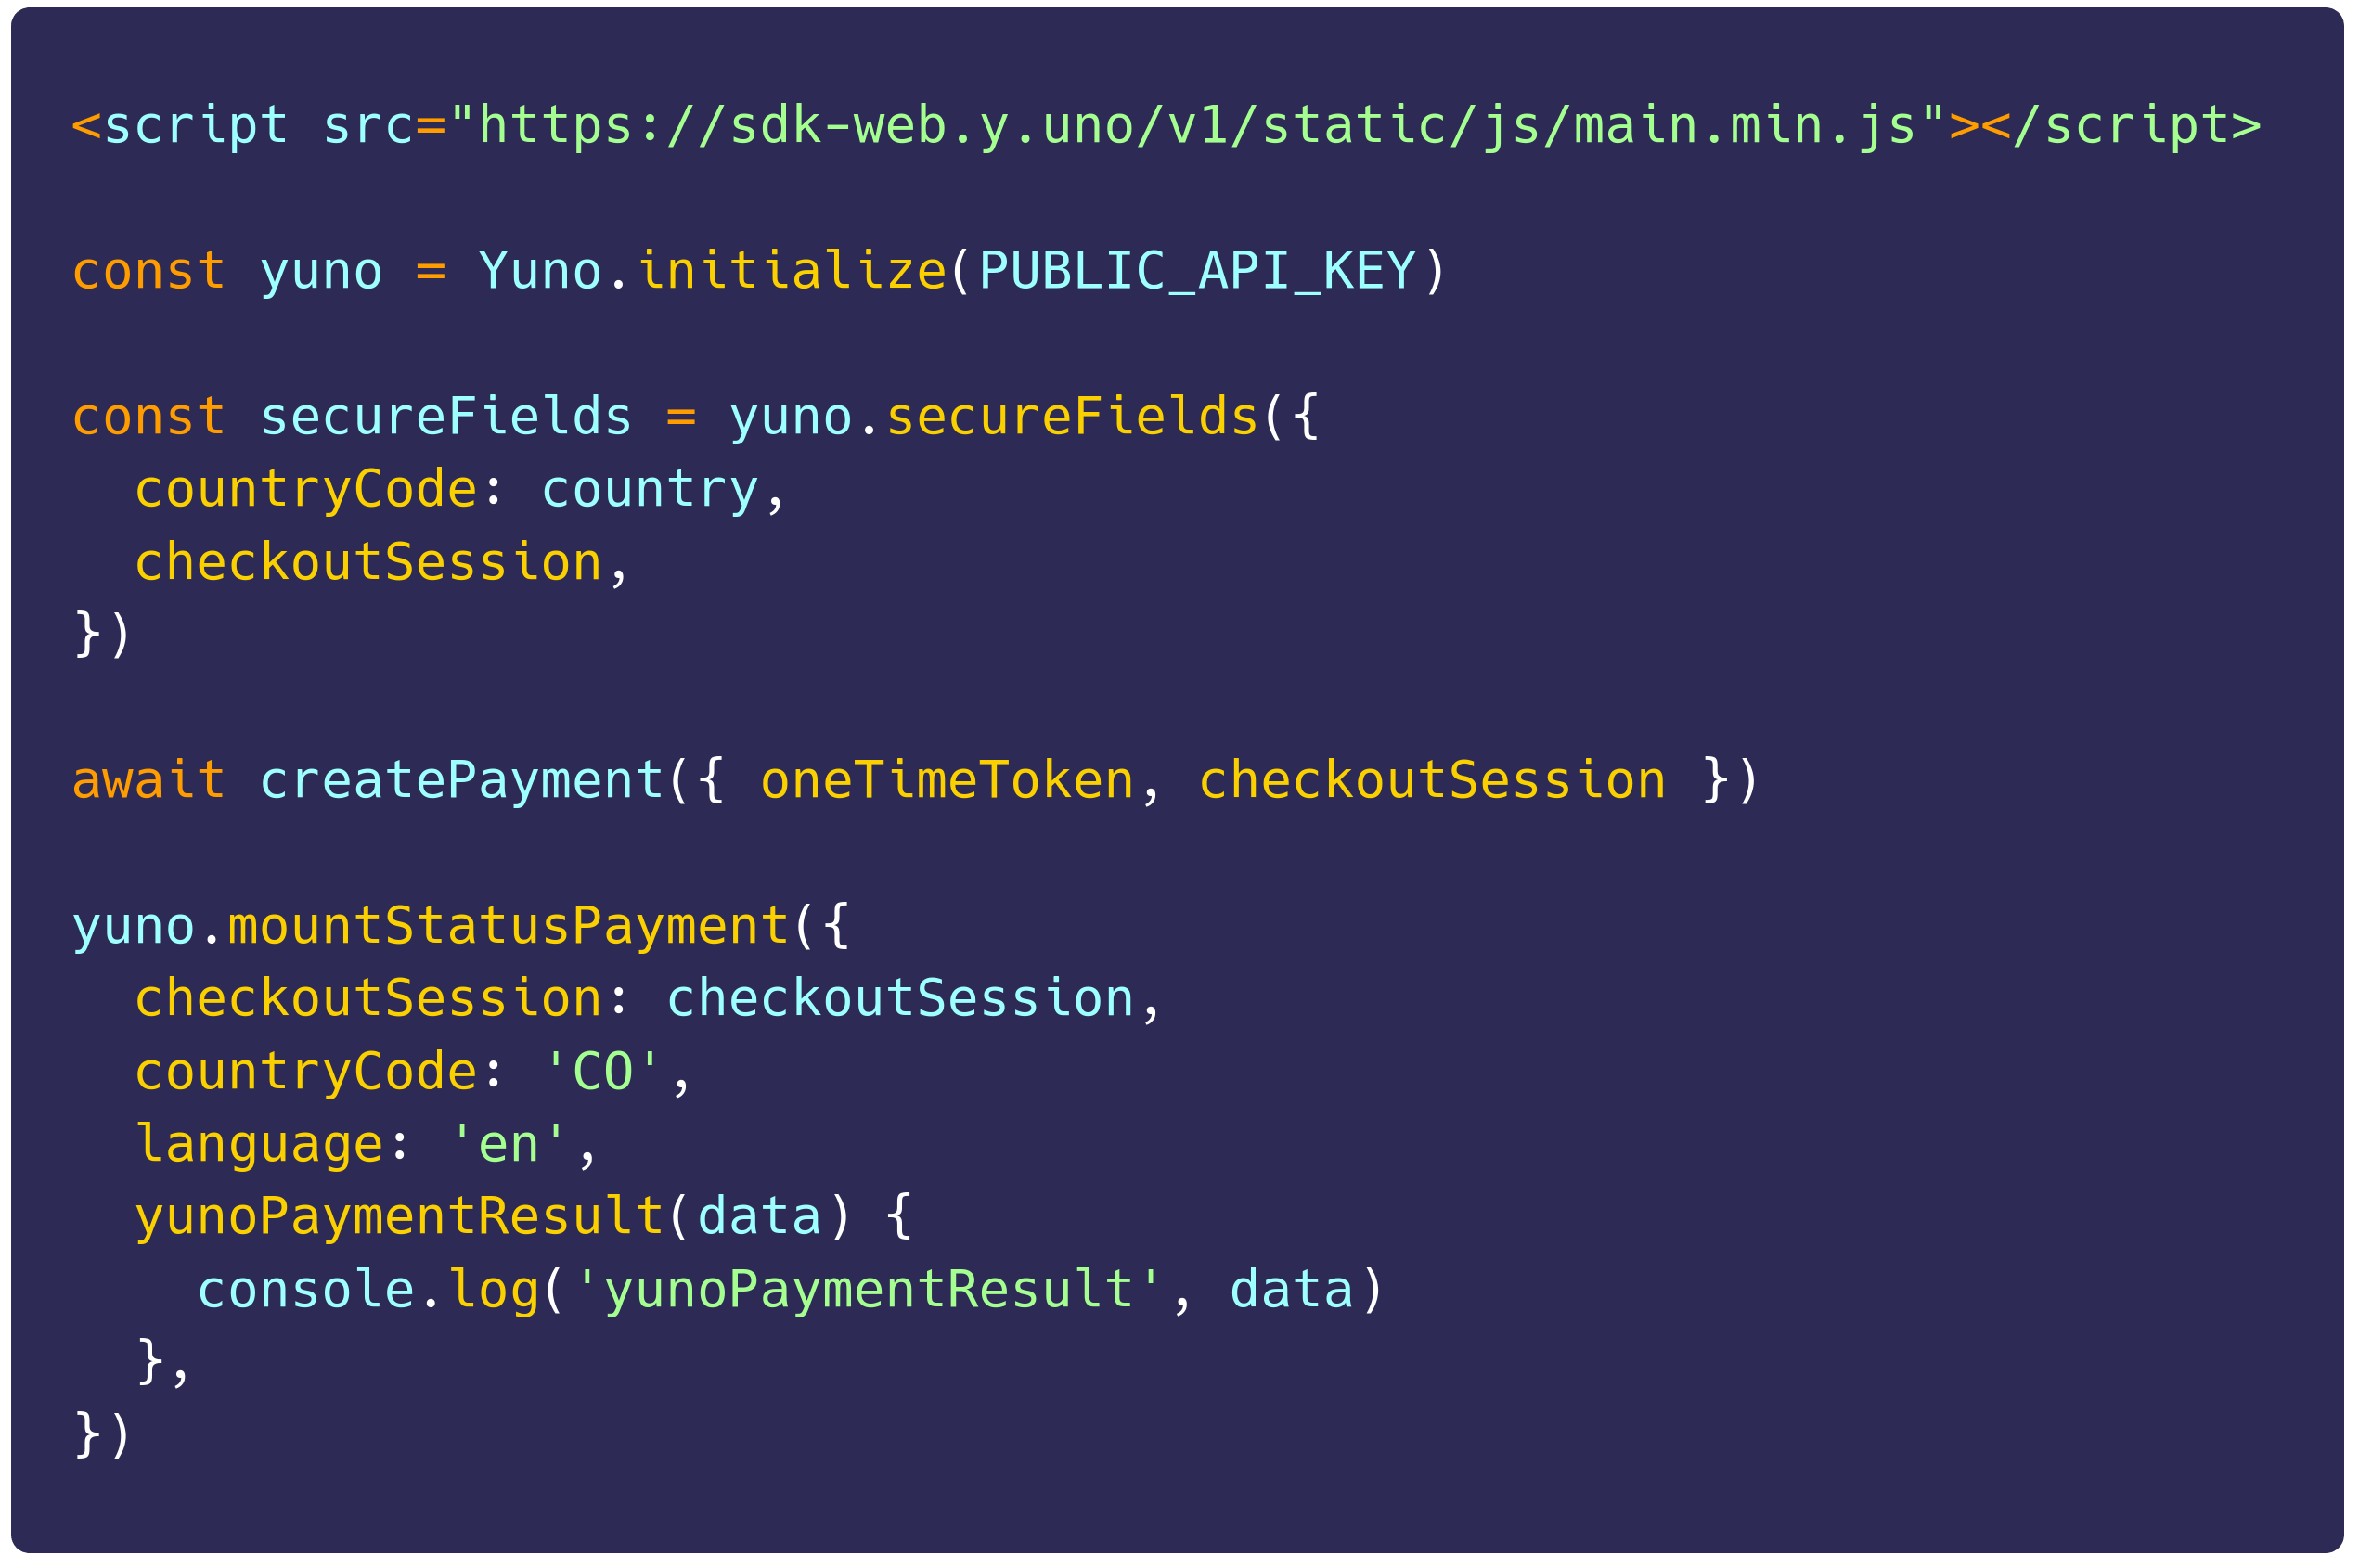 <script src="https://sdk-web.y.uno/v1/static/js/main.min.js"></script>
const yuno = Yuno.initialize(PUBLIC_API_KEY)
const secureFields = yuno.secureFields({
  countryCode: country,
  checkoutSession,
})
await createPayment({ oneTimeToken, checkoutSession })
yuno.mountStatusPayment({
  checkoutSession: checkoutSession,
  countryCode: 'CO',
  language: 'en',
  yunoPaymentResult(data) {
    console.log('yunoPaymentResult', data)
  },
})